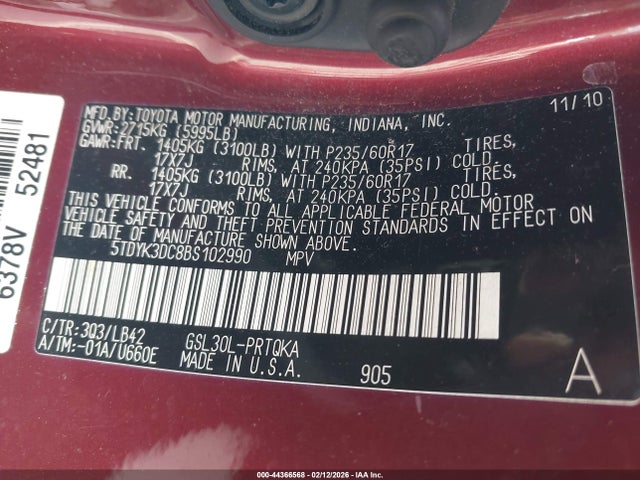 MFD.BY:TOYOTA MOTOR MANUFACTURING, INDIANA, INC. 11/10
GVWR:2715KG (5995LB)
GAWR:FRT. 1405KG (3100LB) WITH P235/60R17 TIRES,
17X7J RIMS, AT 240KPA (35PSI) COLD.
RR. 1405KG (3100LB) WITH P235/60R17 TIRES,
17X7J RIMS, AT 240KPA (35PSI) COLD.
THIS VEHICLE CONFORMS TO ALL APPLICABLE FEDERAL MOTOR
VEHICLE SAFETY AND THEFT PREVENTION STANDARDS IN EFFECT ON
THE DATE OF MANUFACTURE SHOWN ABOVE.
5TDYK3DC8BS102990 MPV
C/TR:3Q3/LB42 GSL30L-PRTQKA
A/TM:-01A/U660E MADE IN U.S.A. 905 A
6378V 52481
000-44366568 - 02/12/2026 - IAA Inc.